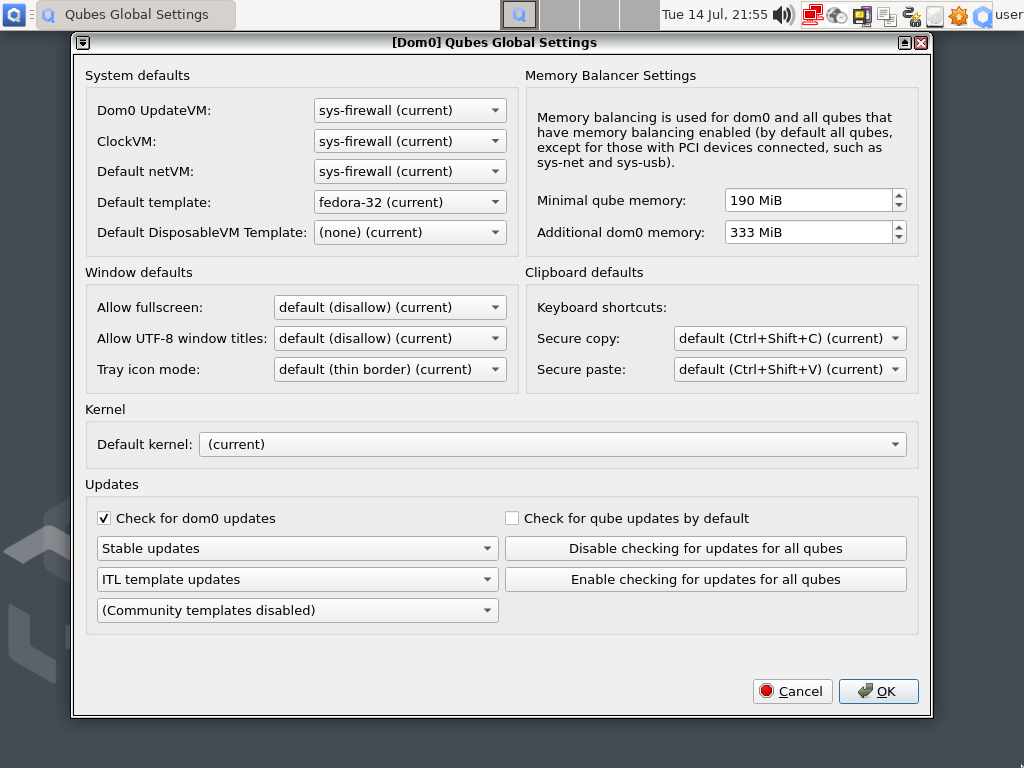 Qubes Global Settings
Tue 14 Jul, 21:55
user
[Dom0] Qubes Global Settings
System defaults
Dom0 UpdateVM: sys-firewall (current)
ClockVM: sys-firewall (current)
Default netVM: sys-firewall (current)
Default template: fedora-32 (current)
Default DisposableVM Template: (none) (current)
Memory Balancer Settings
Memory balancing is used for dom0 and all qubes that
have memory balancing enabled (by default all qubes,
except for those with PCI devices connected, such as
sys-net and sys-usb).
Minimal qube memory: 190 MiB
Additional dom0 memory: 333 MiB
Window defaults
Allow fullscreen: default (disallow) (current)
Allow UTF-8 window titles: default (disallow) (current)
Tray icon mode: default (thin border) (current)
Clipboard defaults
Keyboard shortcuts:
Secure copy: default (Ctrl+Shift+C) (current)
Secure paste: default (Ctrl+Shift+V) (current)
Kernel
Default kernel: (current)
Updates
Check for dom0 updates
Stable updates
ITL template updates
(Community templates disabled)
Check for qube updates by default
Disable checking for updates for all qubes
Enable checking for updates for all qubes
Cancel
OK